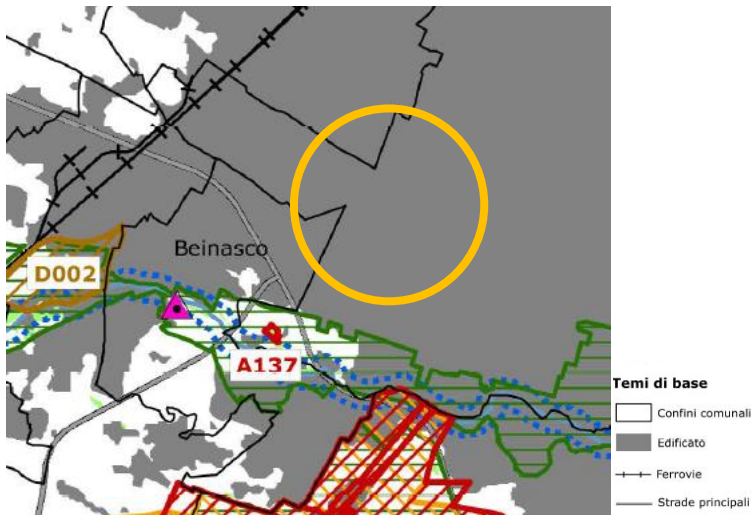 Beinasco
D002
A137
Temi di base
Confini comunali
Edificato
Ferrovie
Strade principali